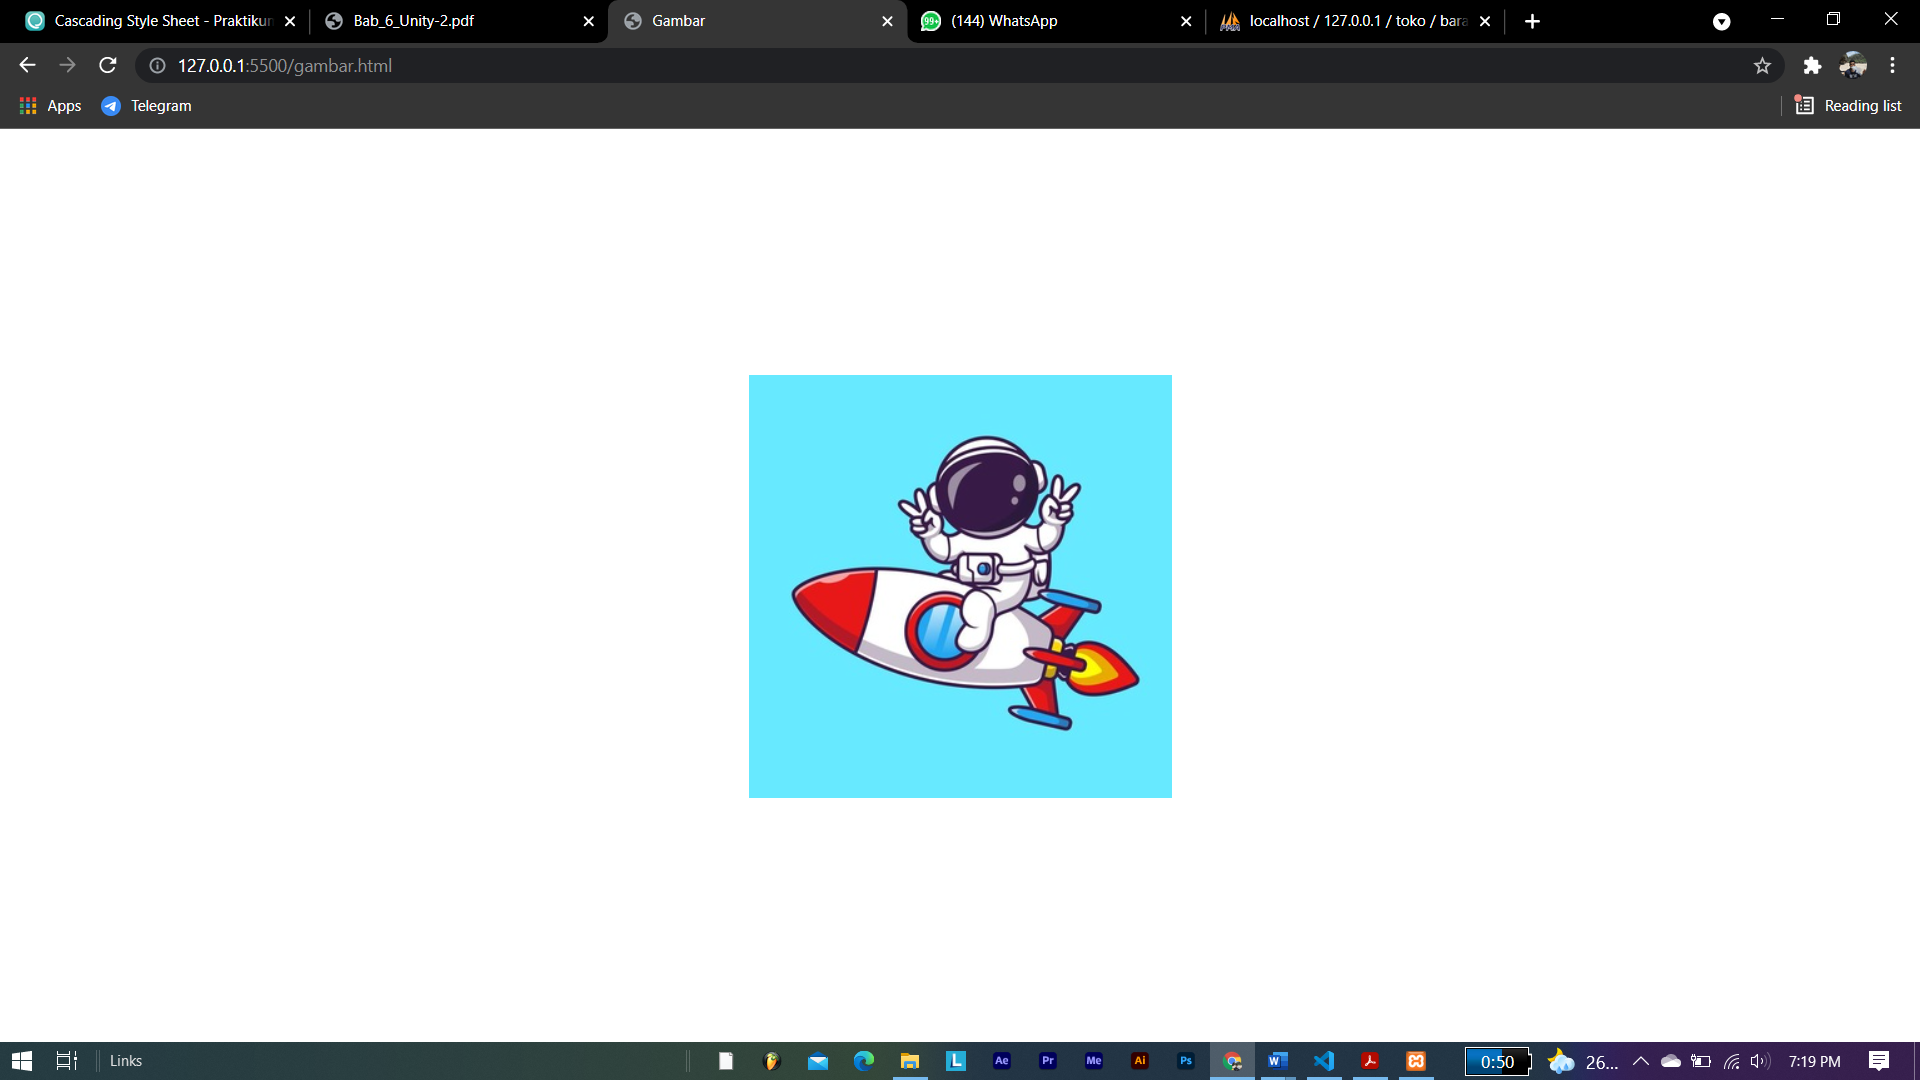 Cascading Style Sheet - Praktikun
Bab_6_Unity-2.pdf
Gambar
(144) WhatsApp
localhost / 127.0.0.1 / toko / bara
127.0.0.1:5500/gambar.html
Apps
Telegram
Reading list
Links
L
Ae
Pr
Me
Ai
Ps
0:50
26...
7:19 PM